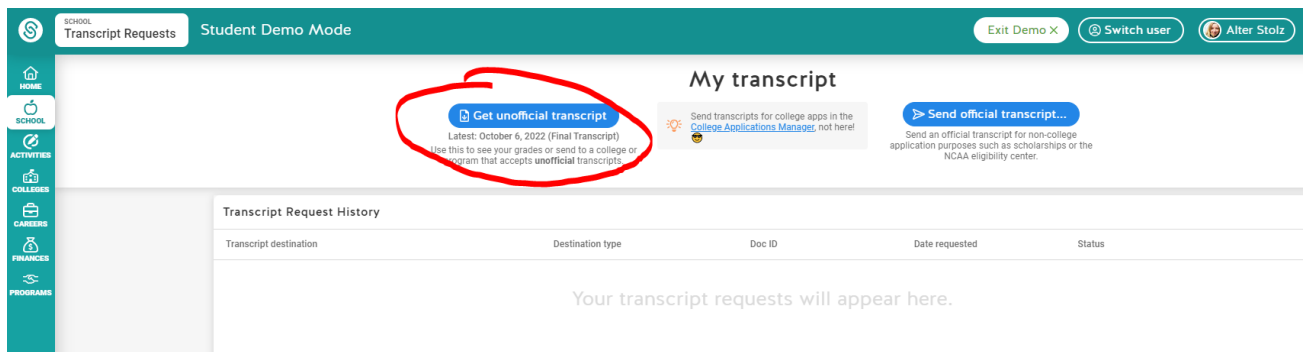 SCHOOL
Transcript Requests
Student Demo Mode
Exit Demo X
Switch user
Alter Stolz
HOME
SCHOOL
ACTIVITIES
COLLEGES
CAREERS
FINANCES
PROGRAMS
My transcript
Get unofficial transcript
Latest: October 6, 2022 (Final Transcript)
Use this to see your grades or send to a college or
program that accepts unofficial transcripts.
Send transcripts for college apps in the
College Applications Manager, not here!
😎
Send official transcript...
Send an official transcript for non-college
application purposes such as scholarships or the
NCAA eligibility center.
Transcript Request History
Transcript destination
Destination type
Doc ID
Date requested
Status
Your transcript requests will appear here.